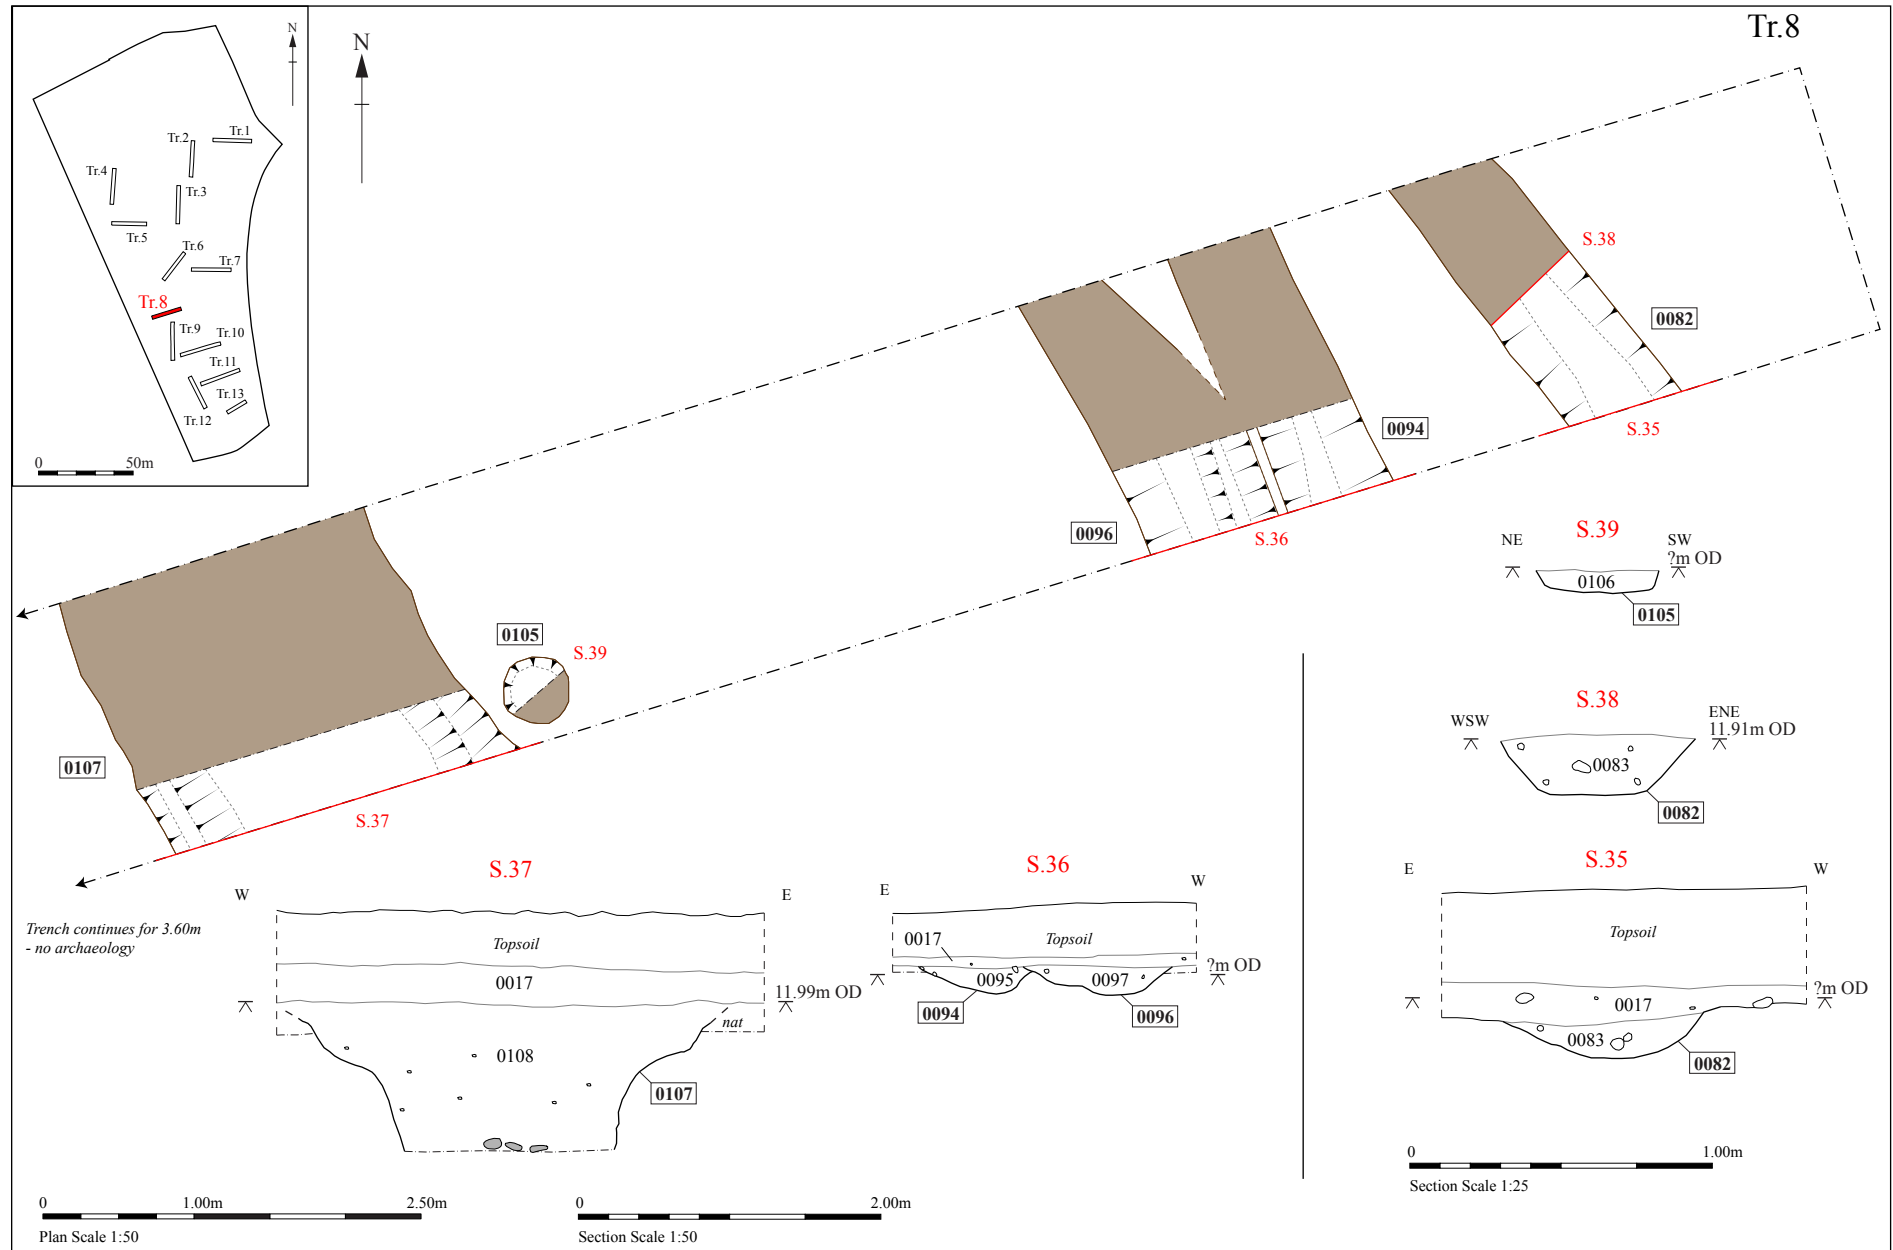 Tr.8
N
Tr.1
Tr.2
Tr.4
Tr.3
Tr.5
Tr.6
Tr.7
Tr.8
Tr.9
Tr.10
Tr.11
Tr.13
Tr.12
0 50m
N
S.38
0082
S.35
0094
0096
S.36
0105
S.39
0107
S.37
Trench continues for 3.60m
- no archaeology
S.39
NE SW
?m OD
0106
0105
S.38
WSW ENE
11.91m OD
0083
0082
S.37
W E
Topsoil
0017
11.99m OD
nat
0108
0107
S.36
E W
0017 Topsoil
?m OD
0095 0097
0094 0096
S.35
E W
Topsoil
?m OD
0017
0083
0082
0 1.00m
Section Scale 1:25
0 1.00m 2.50m
Plan Scale 1:50
0 2.00m
Section Scale 1:50